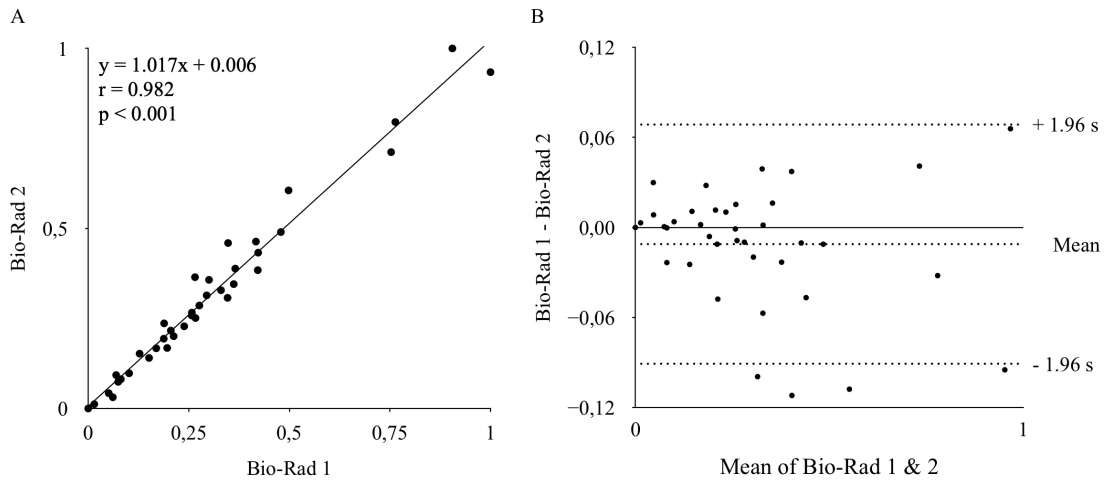 A
B
1
0,5
0
y = 1.017x + 0.006
r = 0.982
p < 0.001
Bio-Rad 2
0
0,25
0,5
0,75
1
Bio-Rad 1
0,12
0,06
0,00
−0,06
−0,12
Bio-Rad 1 - Bio-Rad 2
+ 1.96 s
Mean
- 1.96 s
0
1
Mean of Bio-Rad 1 & 2